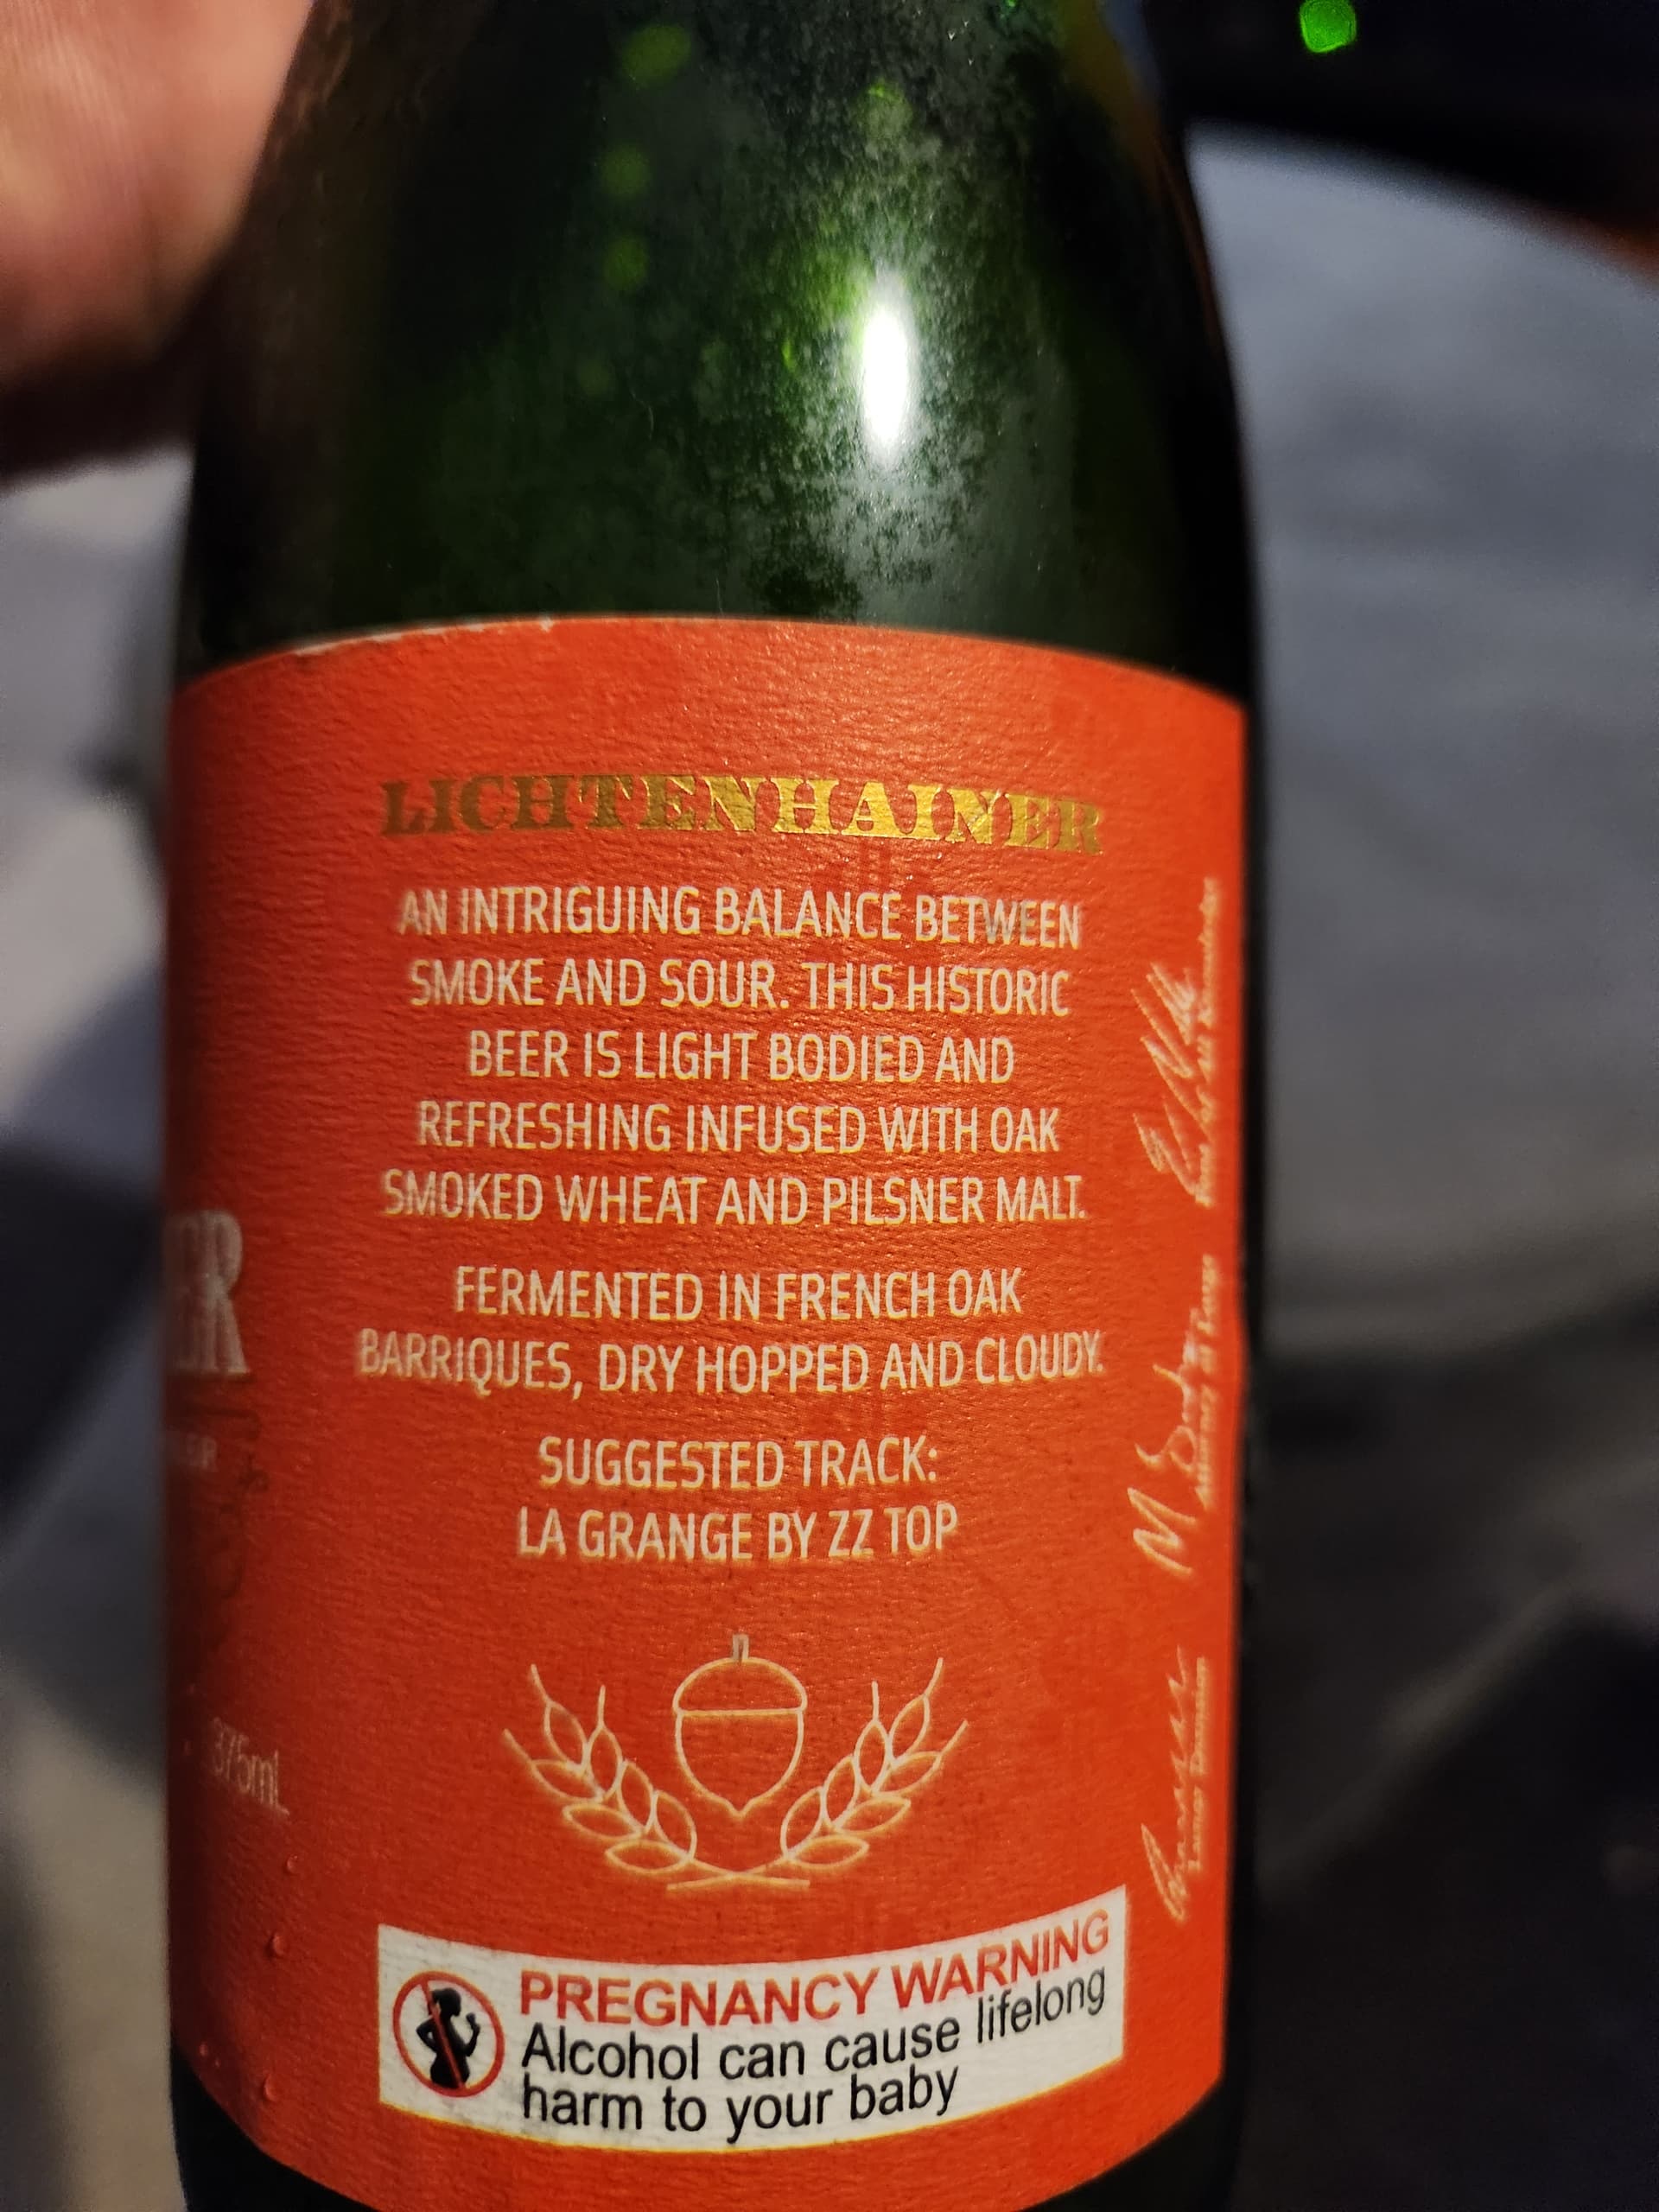 LICHTENHAINER
AN INTRIGUING BALANCE BETWEEN
SMOKE AND SOUR. THIS HISTORIC
BEER IS LIGHT BODIED AND
REFRESHING INFUSED WITH OAK
SMOKED WHEAT AND PILSNER MALT.
FERMENTED IN FRENCH OAK
BARRIQUES, DRY HOPPED AND CLOUDY.
SUGGESTED TRACK:
LA GRANGE BY ZZ TOP
375mL
PREGNANCY WARNING
Alcohol can cause lifelong
harm to your baby